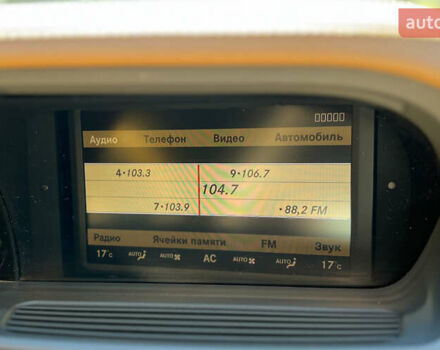 auto
00000
Аудио Телефон Видео Автомобиль
4•103.3 9•106.7
104.7
7•103.9 •88,2 FM
Радио Ячейки памяти FM Звук
17°c AUTO AUTO AC AUTO AUTO 17°c